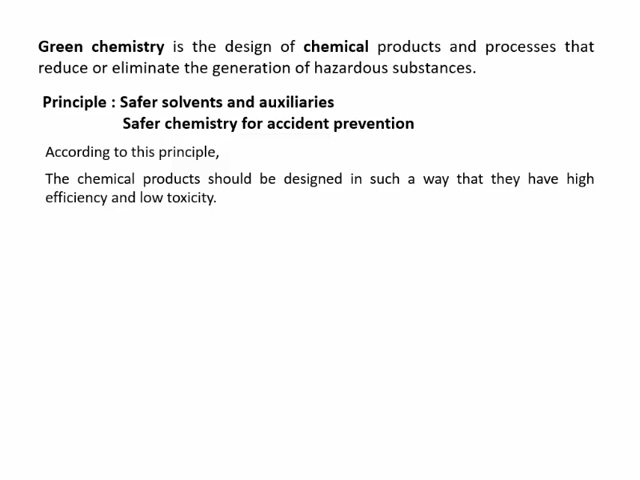 Green chemistry is the design of chemical products and processes that
reduce or eliminate the generation of hazardous substances.
Principle : Safer solvents and auxiliaries
Safer chemistry for accident prevention
According to this principle,
The chemical products should be designed in such a way that they have high
efficiency and low toxicity.